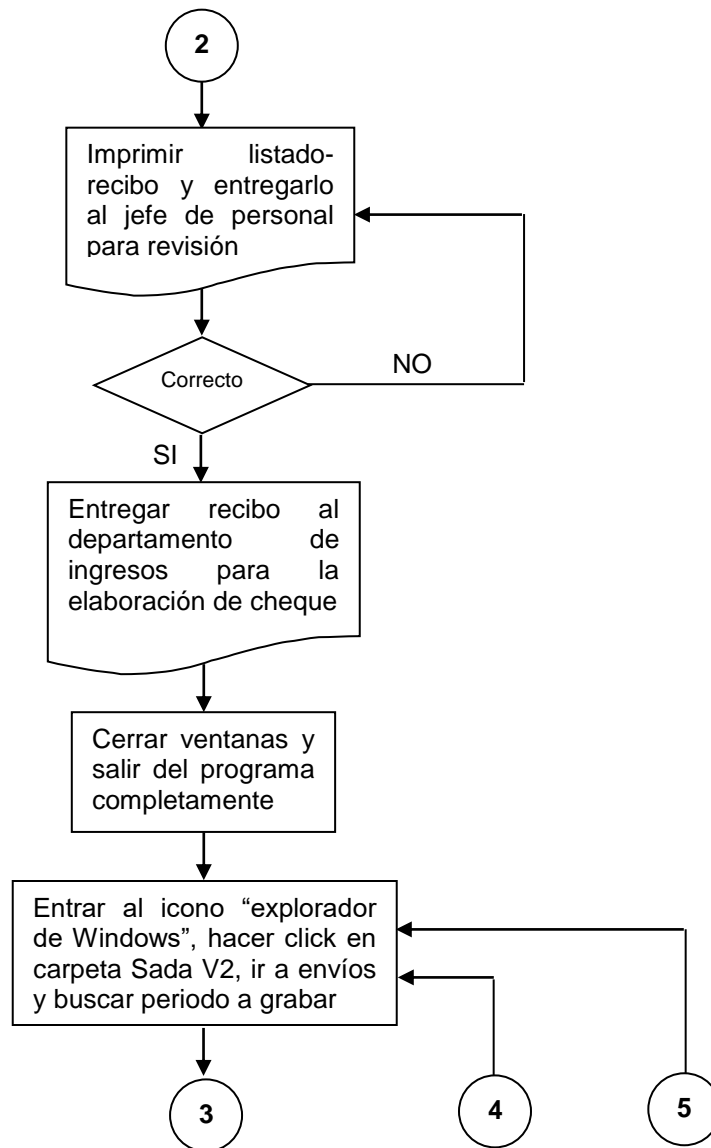 2
Imprimir listado-
recibo y entregarlo
al jefe de personal
para revisión
Correcto
NO
SI
Entregar recibo al
departamento de
ingresos para la
elaboración de cheque
Cerrar ventanas y
salir del programa
completamente
Entrar al icono “explorador
de Windows”, hacer click en
carpeta Sada V2, ir a envíos
y buscar periodo a grabar
3
4
5